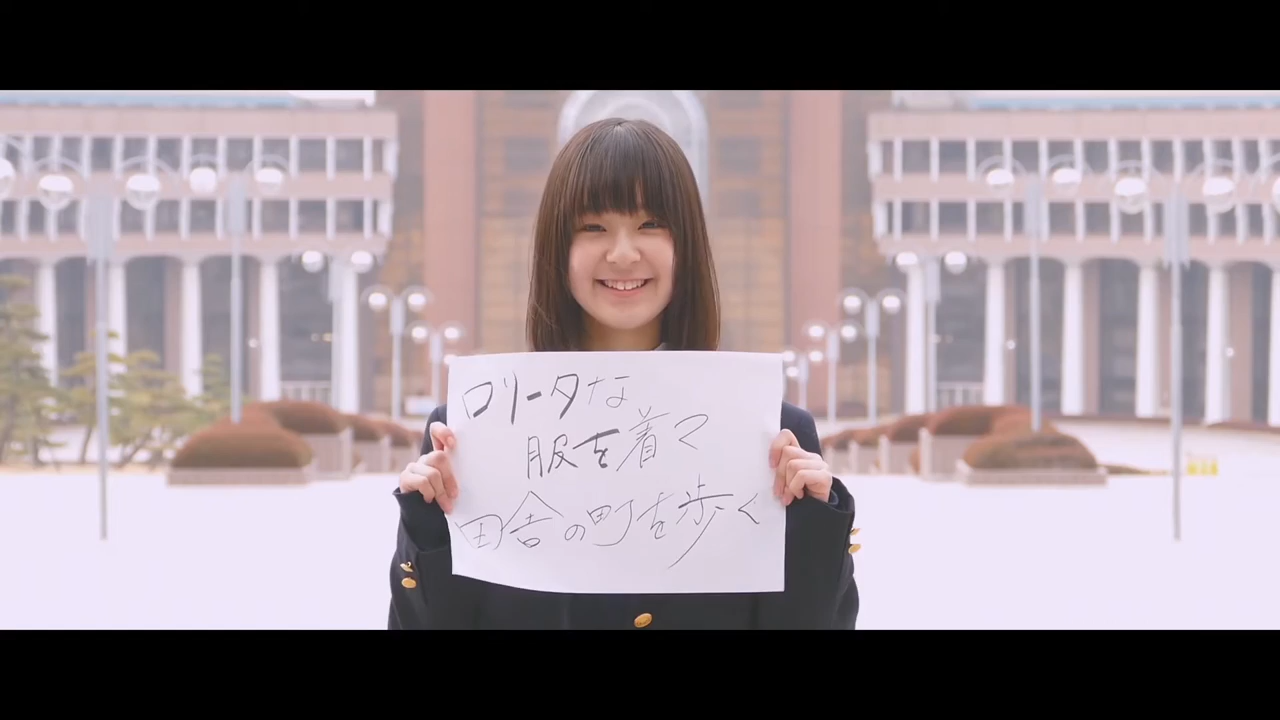 ロリータな
服を着て
田舎の町を歩く